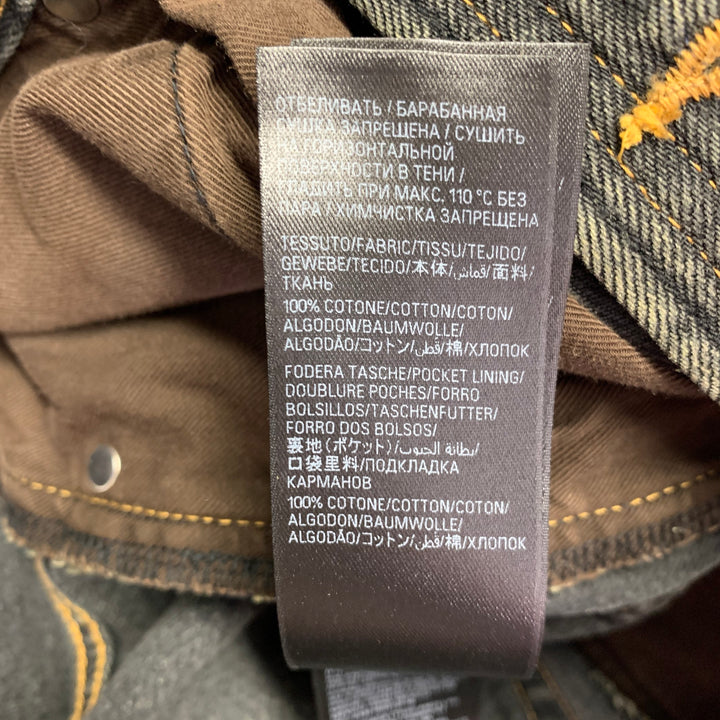 ОТБЕЛИВАТЬ / БАРАБАННАЯ
СУШКА ЗАПРЕЩЕНА / СУШИТЬ
НА ГОРИЗОНТАЛЬНОЙ
ПОВЕРХНОСТИ В ТЕНИ /
ГЛАДИТЬ ПРИ МАКС. 110 °C БЕЗ
ПАРА / ХИМЧИСТКА ЗАПРЕЩЕНА
TESSUTO/FABRIC/TISSU/TEJIDO/
GEWEBE/TECIDO/本体/قماش/面料/
ТКАНЬ
100% COTONE/COTTON/COTON/
ALGODON/BAUMWOLLE/
ALGODÃO/コットン/قطن/棉/ХЛОПОК
FODERA TASCHE/POCKET LINING/
DOUBLURE POCHES/FORRO
BOLSILLOS/TASCHENFUTTER/
FORRO DOS BOLSOS/
裏地(ポケット)/بطانة الجيوب/
口袋里料/ПОДКЛАДКА
КАРМАНОВ
100% COTONE/COTTON/COTON/
ALGODON/BAUMWOLLE/
ALGODÃO/コットン/قطن/棉/ХЛОПОК